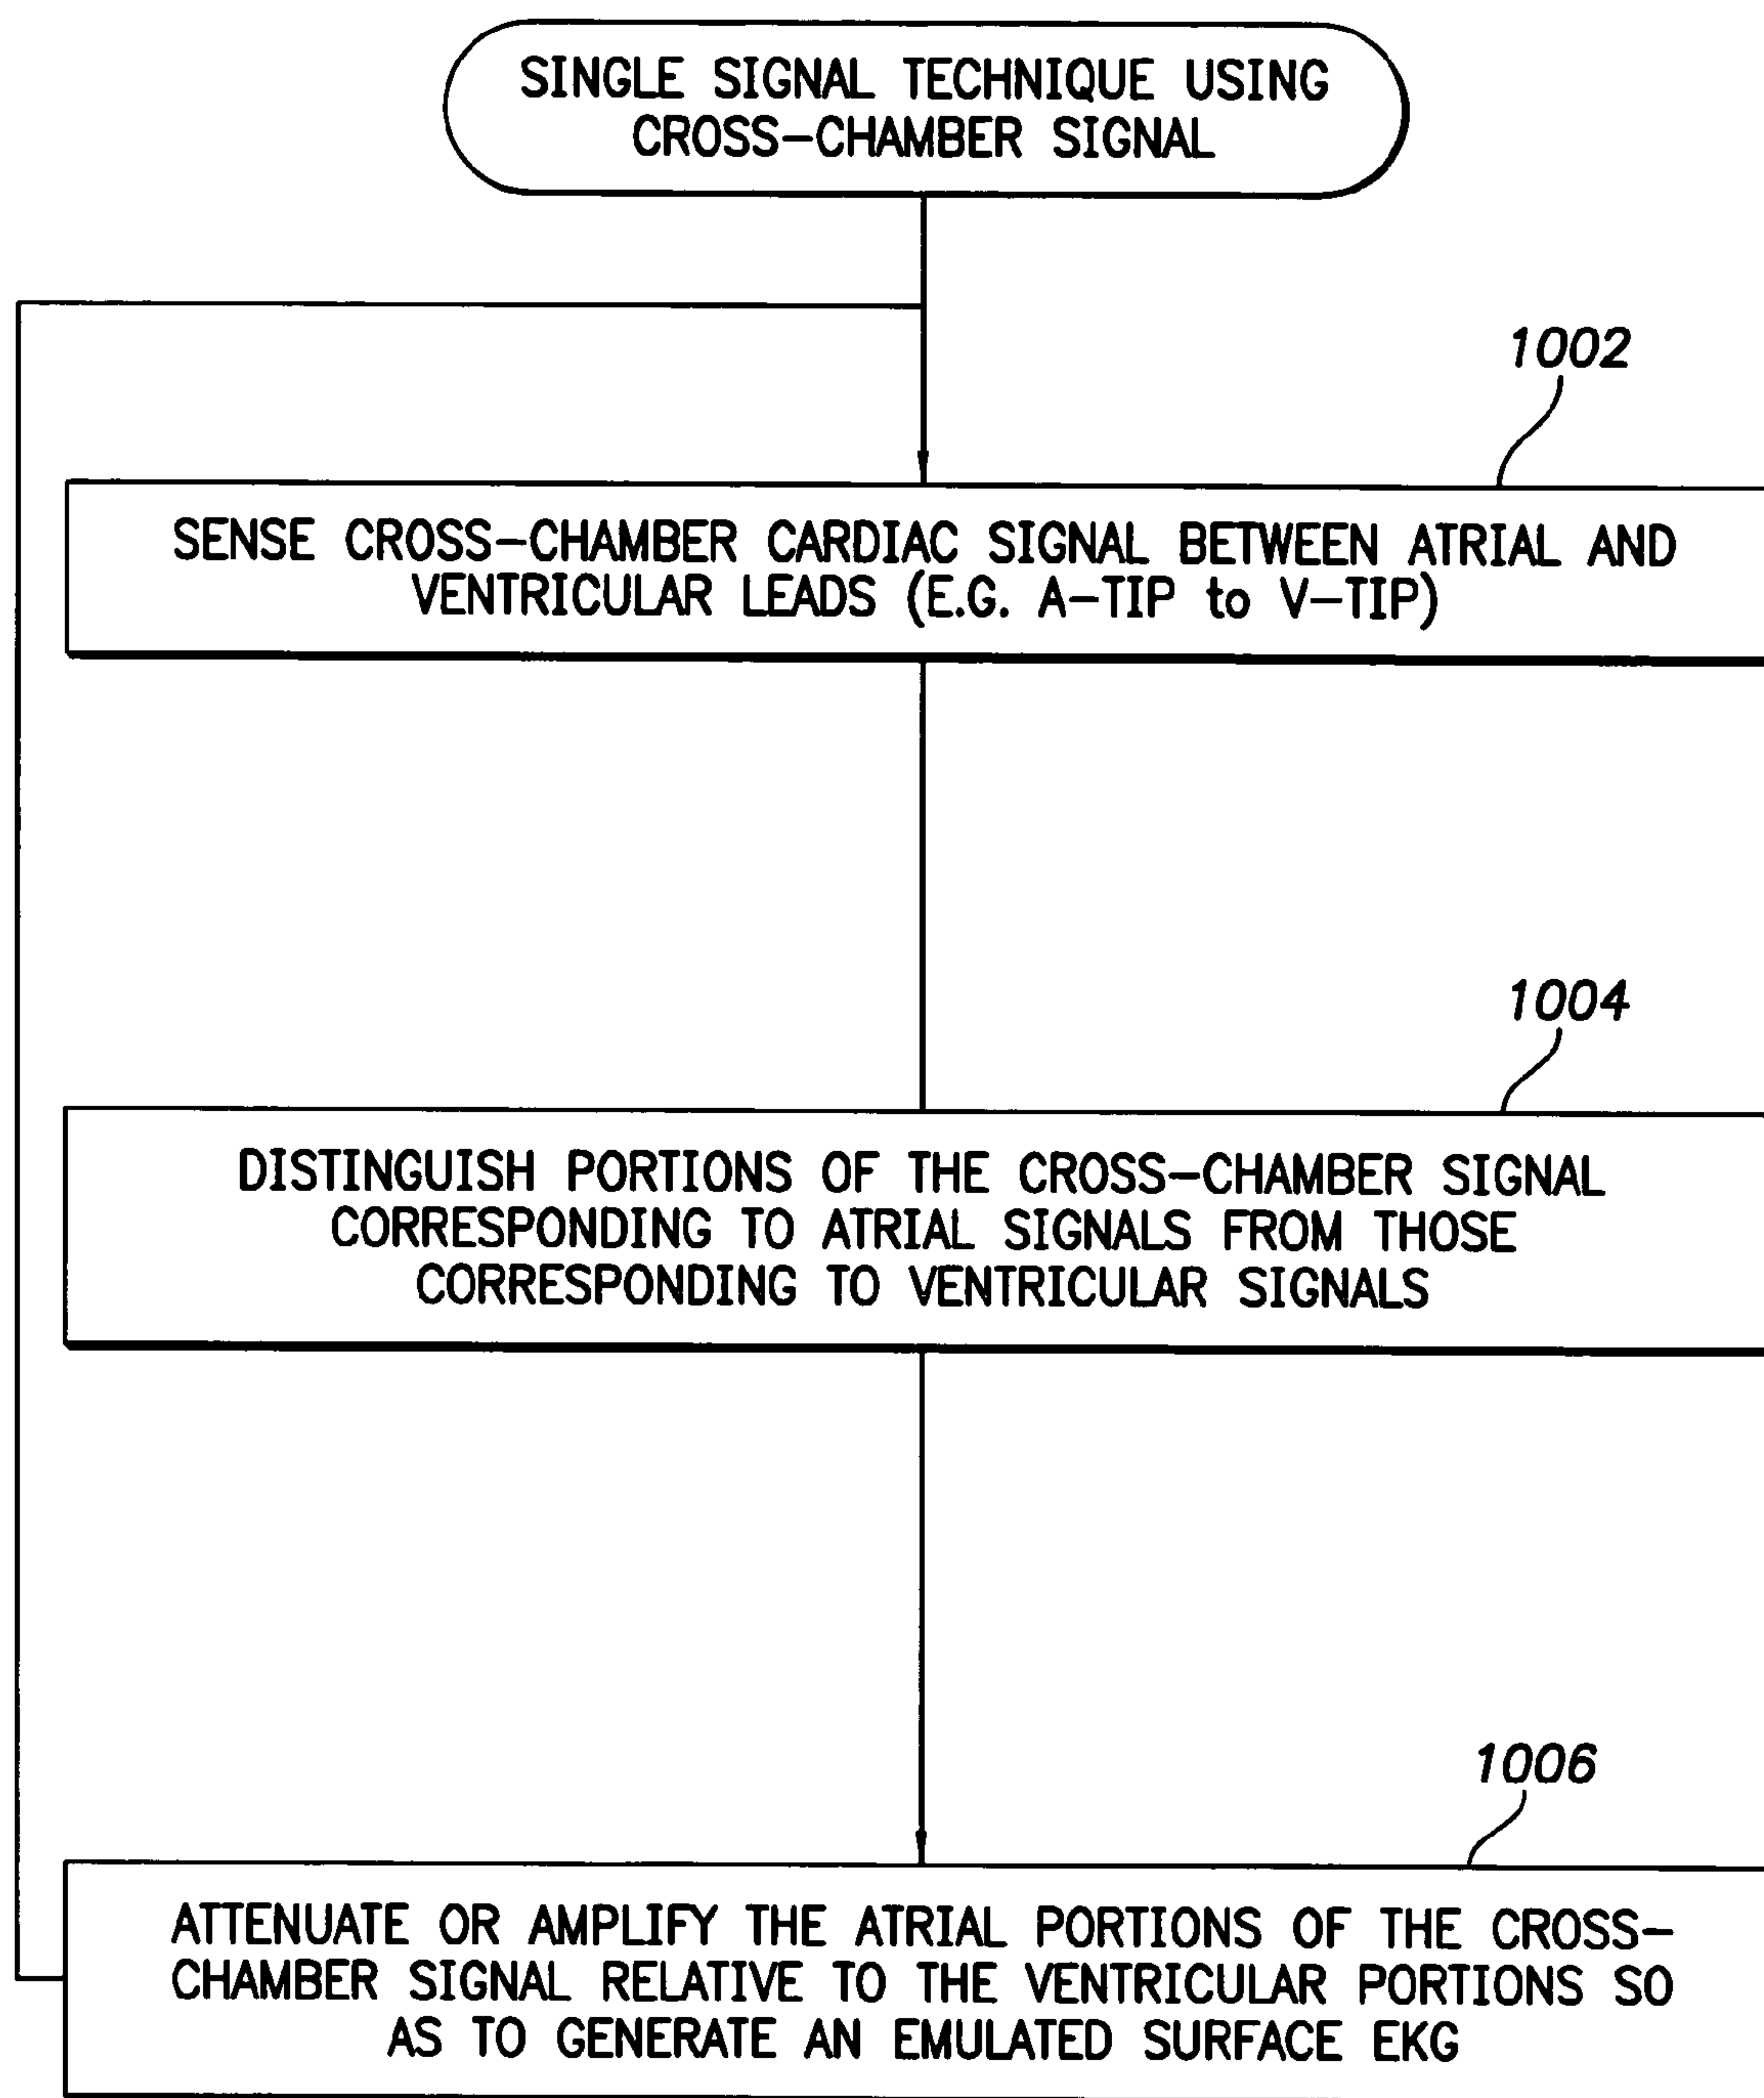 SINGLE SIGNAL TECHNIQUE USING
CROSS-CHAMBER SIGNAL
1002
SENSE CROSS-CHAMBER CARDIAC SIGNAL BETWEEN ATRIAL AND
VENTRICULAR LEADS (E.G. A-TIP to V-TIP)
1004
DISTINGUISH PORTIONS OF THE CROSS-CHAMBER SIGNAL
CORRESPONDING TO ATRIAL SIGNALS FROM THOSE
CORRESPONDING TO VENTRICULAR SIGNALS
1006
ATTENUATE OR AMPLIFY THE ATRIAL PORTIONS OF THE CROSS-
CHAMBER SIGNAL RELATIVE TO THE VENTRICULAR PORTIONS SO
AS TO GENERATE AN EMULATED SURFACE EKG